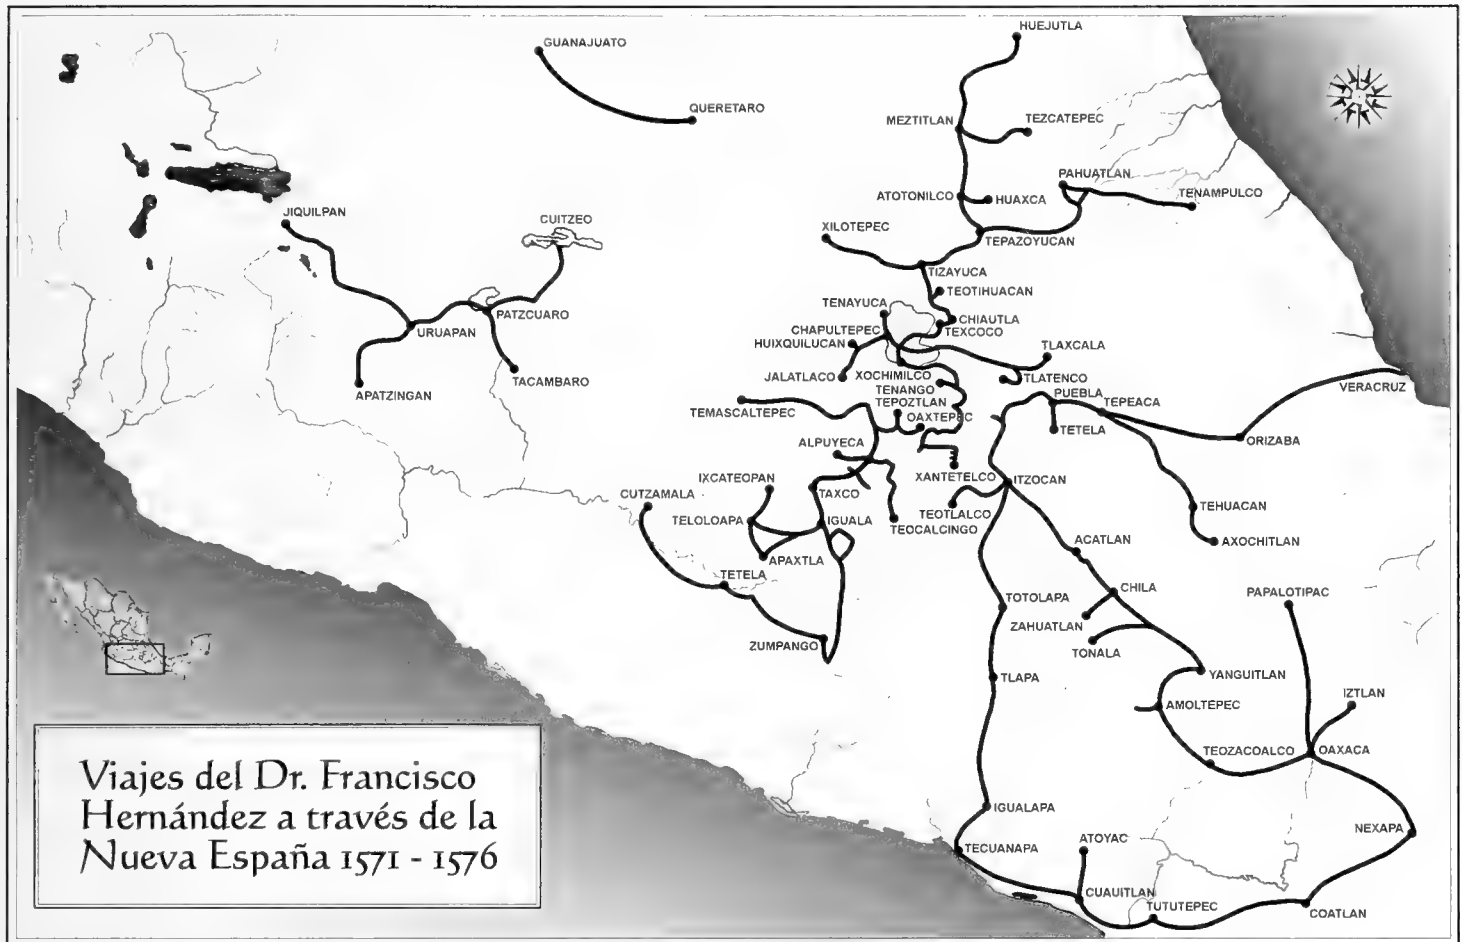 HUEJUTLA
GUANAJUATO
QUERETARO
MEZTITLAN
TEZCATEPEC
PAHUATLAN
TENAMPULCO
ATOTONILCO
HUAXCA
JIQUILPAN
CUITZEO
XILOTEPEC
TEPAZOYUCAN
TIZAYUCA
TEOTIHUACAN
TENAYUCA
PATZCUARO
CHIAUTLA
URUAPAN
CHAPULTEPEC
TEXCOCO
HUIXQUILUCAN
TLAXCALA
JALATLACO
XOCHIMILCO
TACAMBARO
TLATENCO
VERACRUZ
TENANGO
APATZINGAN
PUEBLA
TEPOZTLAN
TEPEACA
TEMASCALTEPEC
OAXTEPEC
TETELA
ORIZABA
ALPUYECA
IXCATEOPAN
XANTETELCO
ITZOCAN
CUTZAMALA
TAXCO
TEHUACAN
TEOTLALCO
TELOLOAPA
IGUALA
TEOCALCINGO
ACATLAN
AXOCHITLAN
APAXTLA
TETELA
CHILA
PAPALOTIPAC
TOTOLAPA
ZAHUATLAN
ZUMPANGO
TONALA
YANGUITLAN
TLAPA
IZTLAN
AMOLTEPEC
TEOZACOALCO
OAXACA
Viajes del Dr. Francisco
Hernández a través de la
Nueva España 1571 - 1576
IGUALAPA
NEXAPA
ATOYAC
TECUANAPA
CUAUITLAN
TUTUTEPEC
COATLAN